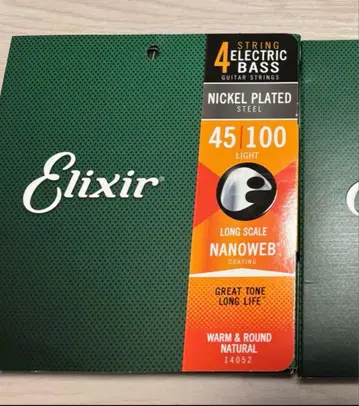 4 STRING
ELECTRIC
BASS
GUITAR STRINGS
NICKEL PLATED
STEEL
45 | 100
LIGHT
Elixir®
e
LONG SCALE
NANOWEB®
COATING
GREAT TONE
LONG LIFE™
WARM & ROUND
NATURAL
14052